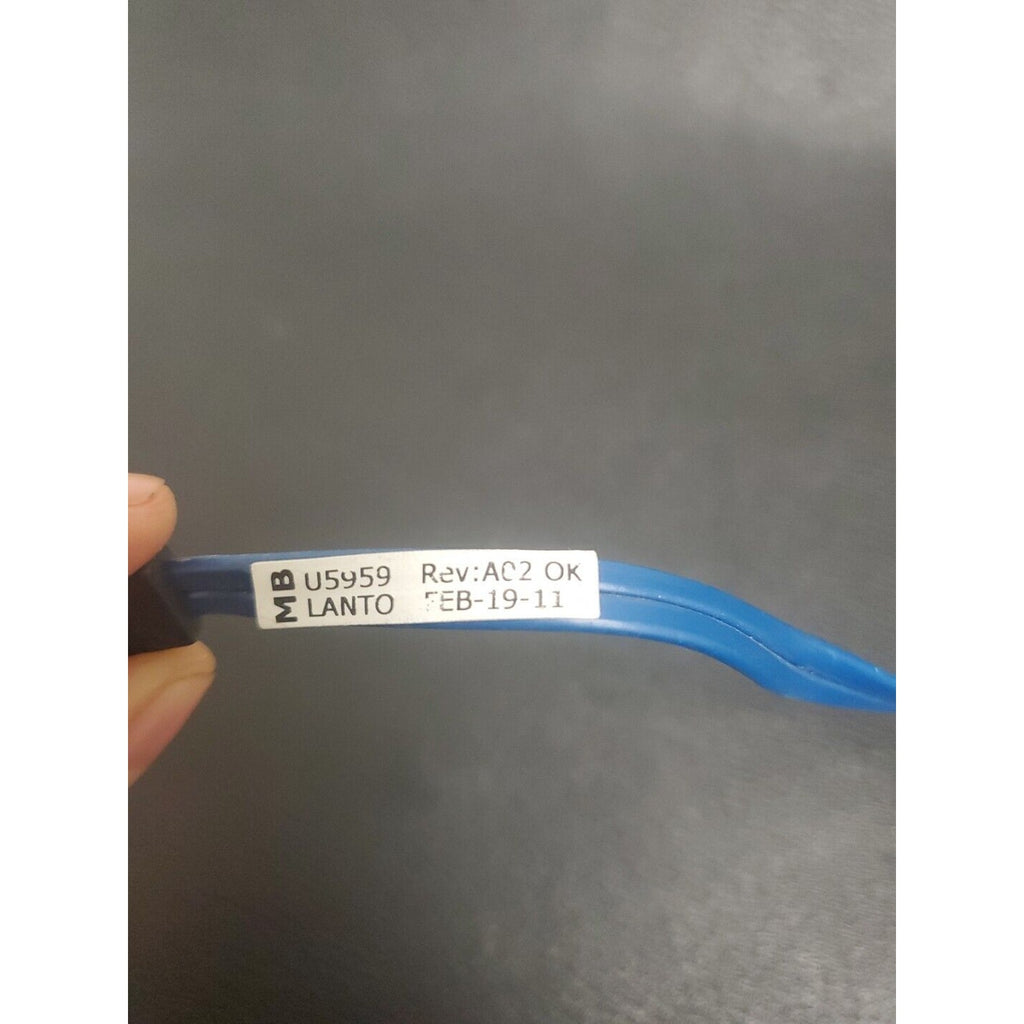 MB
U5959 Rev:A02 OK
LANTO FEB-19-11